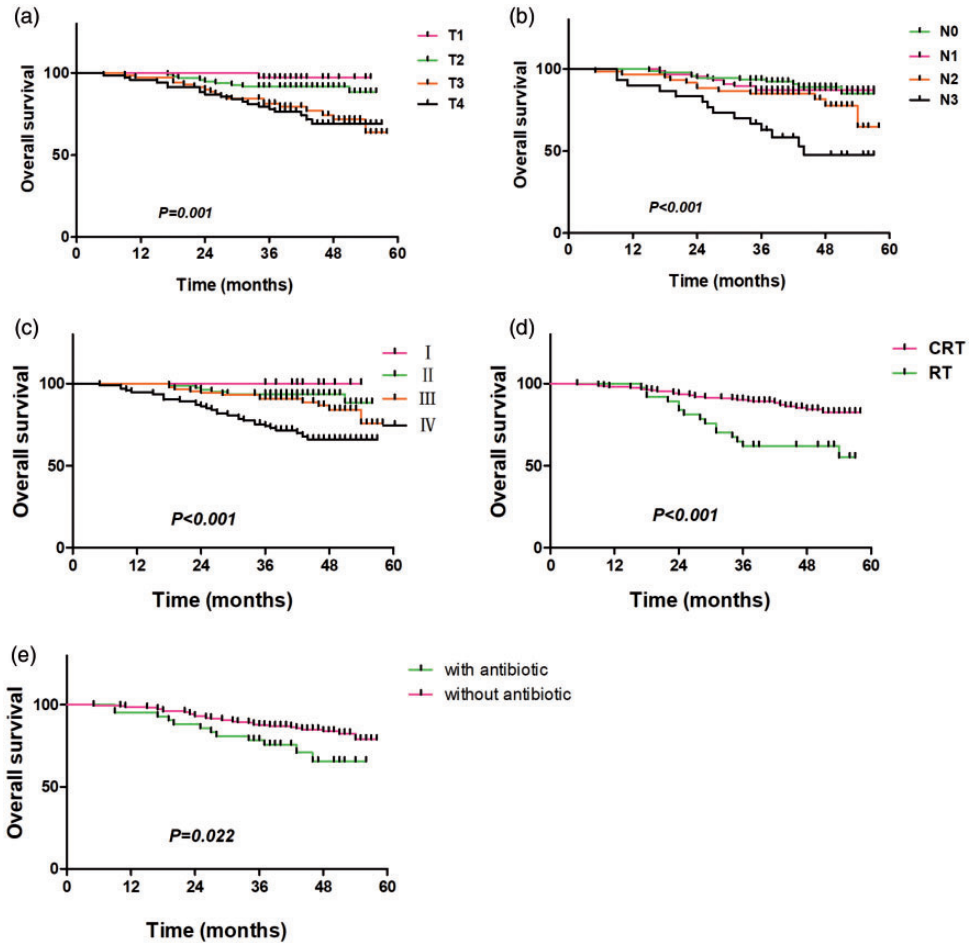 (a)
T1
T2
T3
T4
Overall survival
100
50
0
0 12 24 36 48 60
P=0.001
Time (months)
(b)
N0
N1
N2
N3
Overall survival
100
50
0
0 12 24 36 48 60
P<0.001
Time (months)
(c)
Ⅰ
Ⅱ
Ⅲ
Ⅳ
Overall survival
100
50
0
0 12 24 36 48 60
P<0.001
Time (months)
(d)
CRT
RT
Overall survival
100
50
0
0 12 24 36 48 60
P<0.001
Time (months)
(e)
with antibiotic
without antibiotic
Overall survival
100
50
0
0 12 24 36 48 60
P=0.022
Time (months)